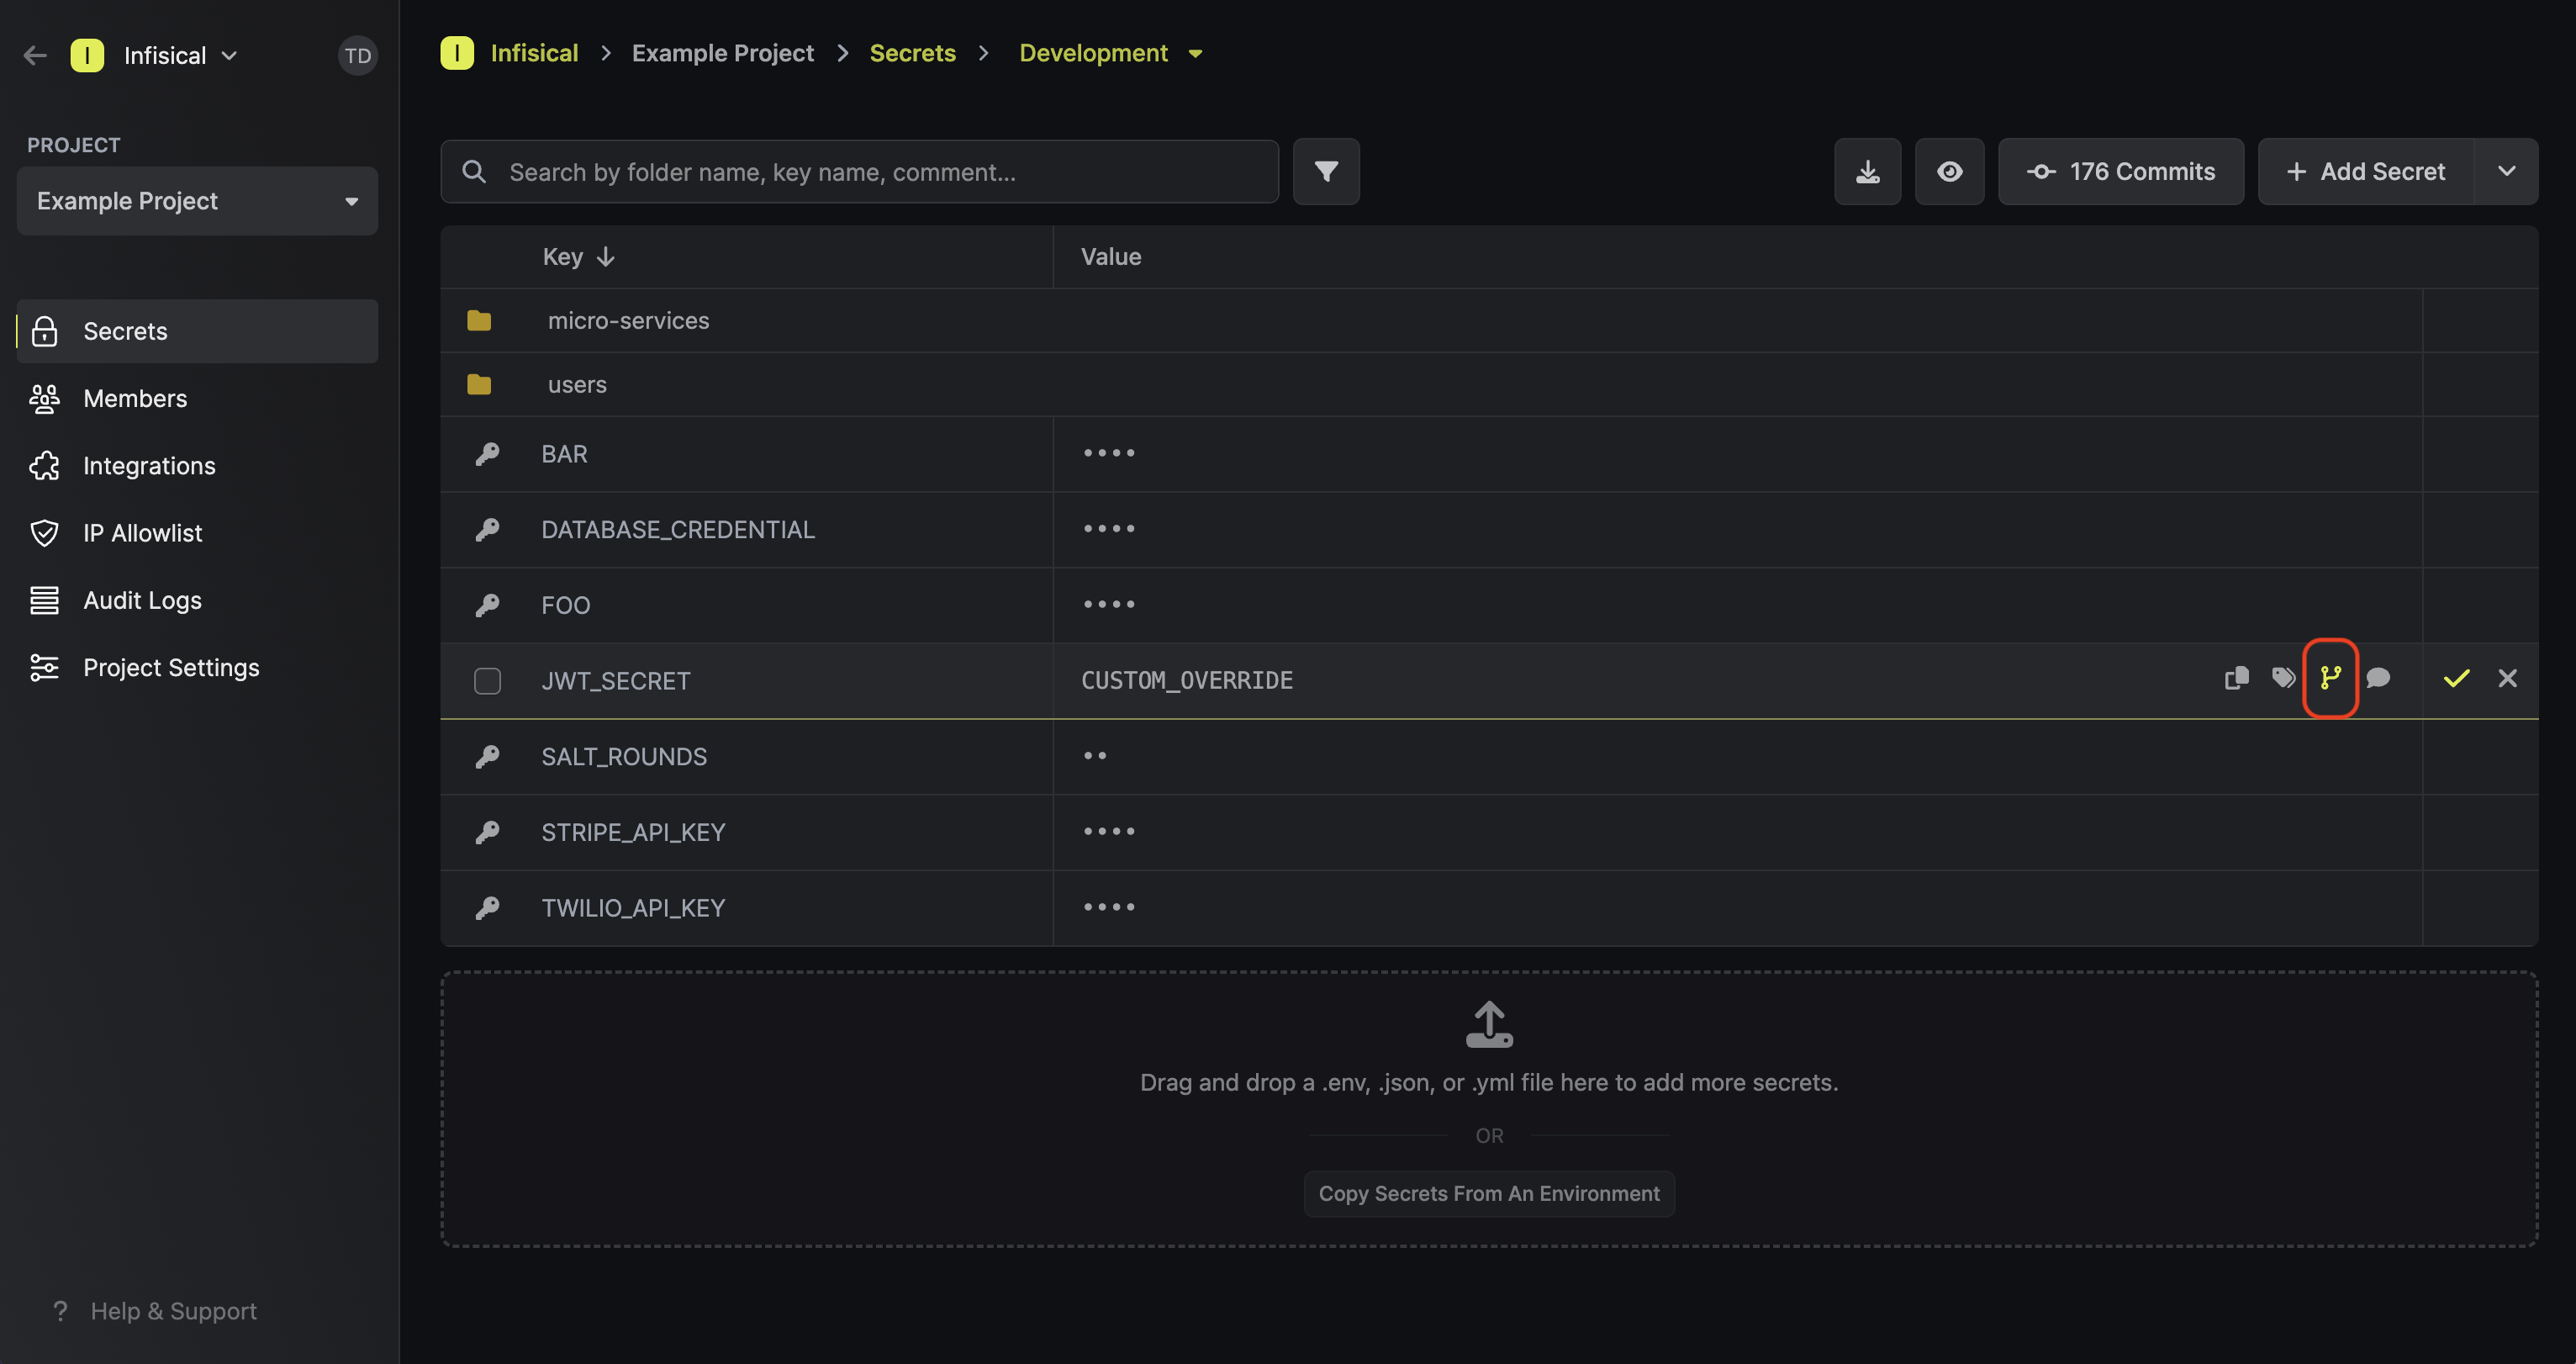 I Infisical TD
PROJECT
Example Project
Secrets
Members
Integrations
IP Allowlist
Audit Logs
Project Settings
? Help & Support
I Infisical > Example Project > Secrets > Development
Search by folder name, key name, comment...
176 Commits
+ Add Secret
Key Value
micro-services
users
BAR ••••
DATABASE_CREDENTIAL ••••
FOO ••••
JWT_SECRET CUSTOM_OVERRIDE
SALT_ROUNDS ••
STRIPE_API_KEY ••••
TWILIO_API_KEY ••••
Drag and drop a .env, .json, or .yml file here to add more secrets.
OR
Copy Secrets From An Environment